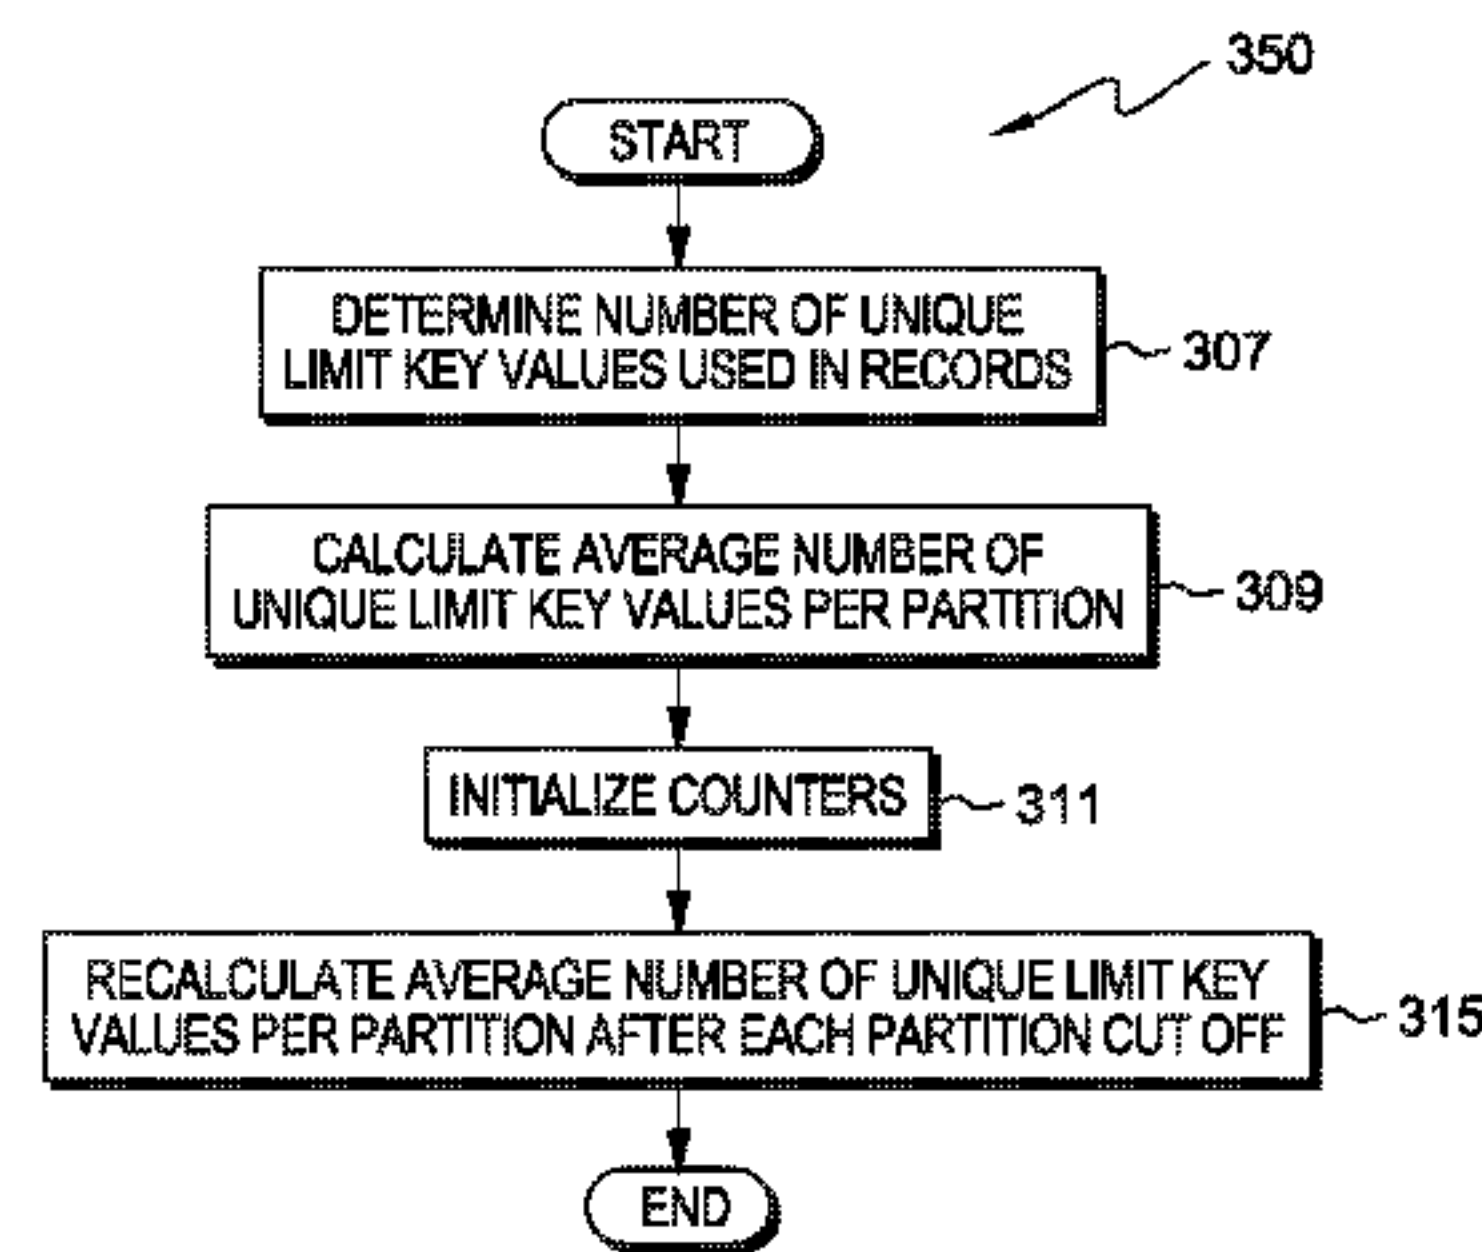 350
START
DETERMINE NUMBER OF UNIQUE
LIMIT KEY VALUES USED IN RECORDS
307
CALCULATE AVERAGE NUMBER OF
UNIQUE LIMIT KEY VALUES PER PARTITION
309
INITIALIZE COUNTERS
311
RECALCULATE AVERAGE NUMBER OF UNIQUE LIMIT KEY
VALUES PER PARTITION AFTER EACH PARTITION CUT OFF
315
END